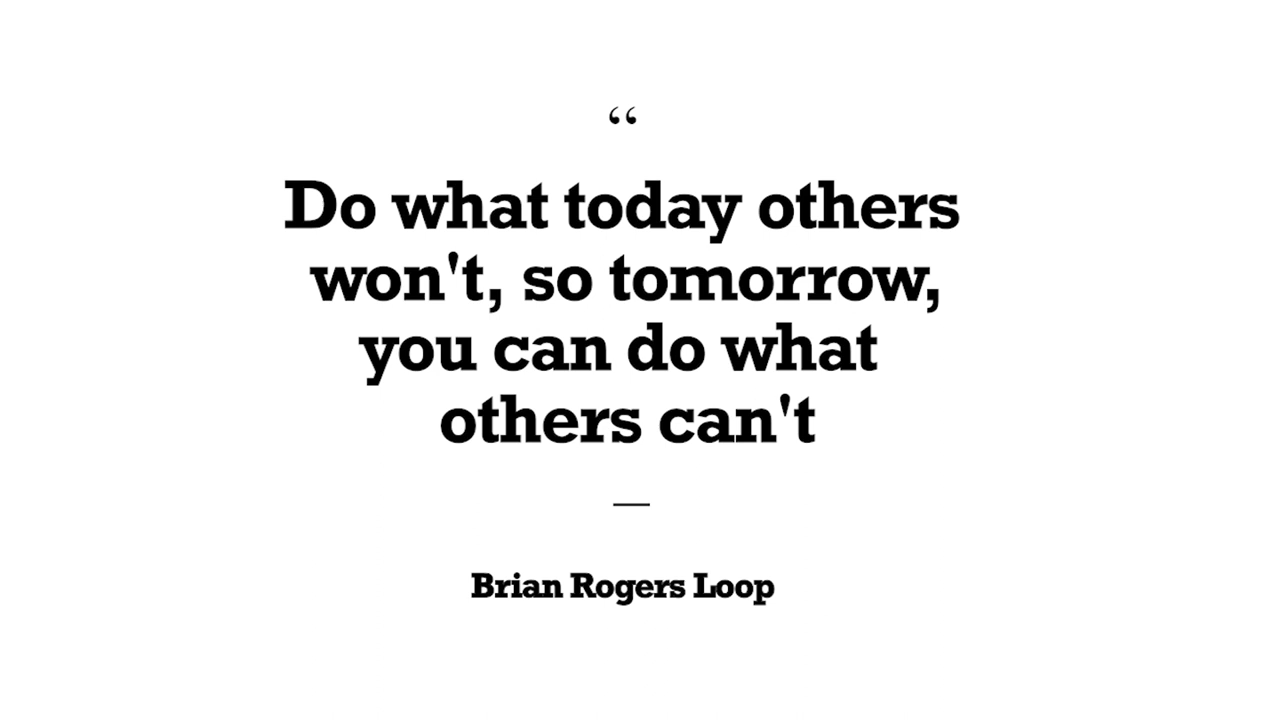 “
Do what today others
won't, so tomorrow,
you can do what
others can't
—
Brian Rogers Loop